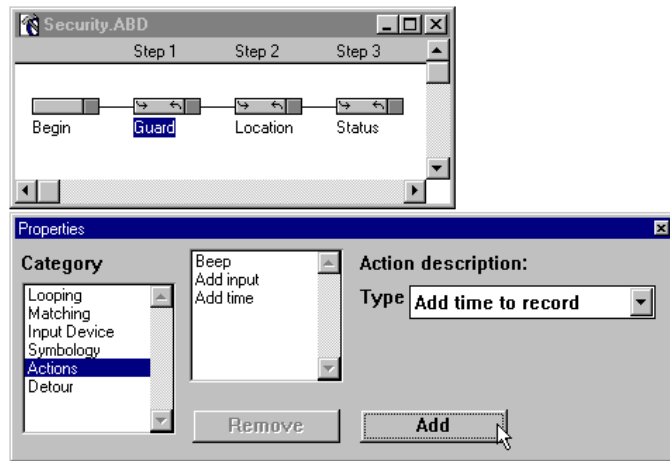 Security.ABD
Step 1 Step 2 Step 3
Begin Guard Location Status
Properties
Category
Looping
Matching
Input Device
Symbology
Actions
Detour
Beep
Add input
Add time
Remove
Action description:
Type Add time to record
Add